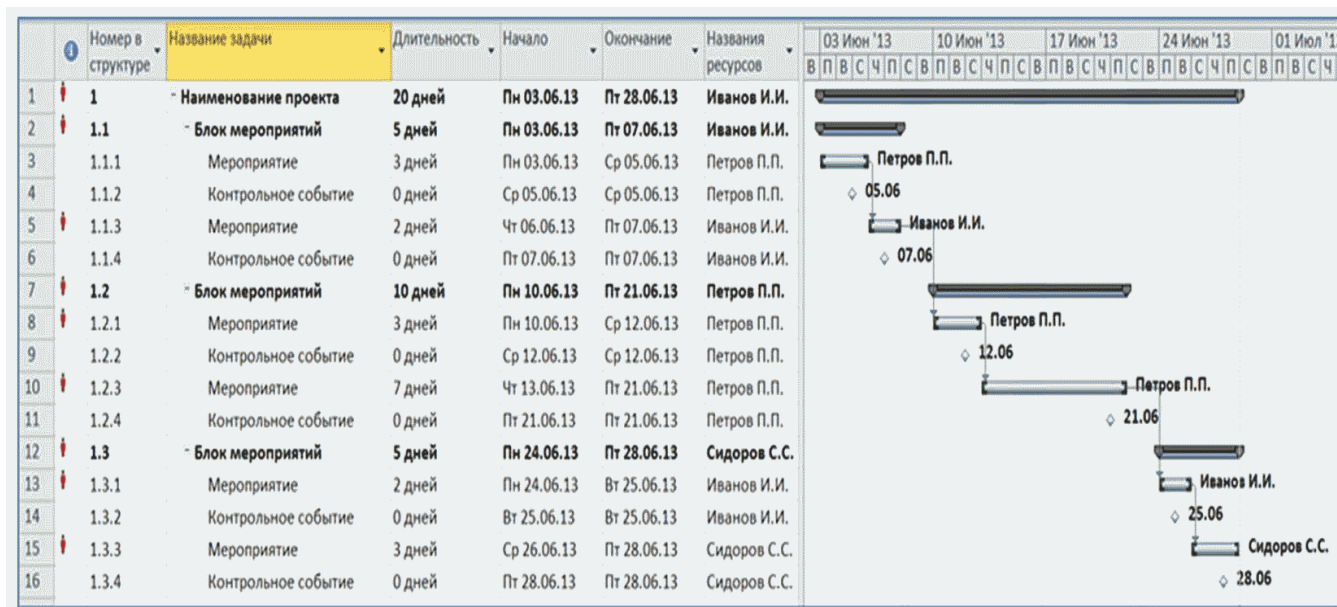 Номер в структуре Название задачи Длительность Начало Окончание Названия ресурсов 03 Июн '13 10 Июн '13 17 Июн '13 24 Июн '13 01 Июл '1
В П В С Ч П С В П В С Ч П С В П В С Ч П С В П В С Ч П С В П В С Ч
1 1 Наименование проекта 20 дней Пн 03.06.13 Пт 28.06.13 Иванов И.И.
2 1.1 Блок мероприятий 5 дней Пн 03.06.13 Пт 07.06.13 Иванов И.И.
3 1.1.1 Мероприятие 3 дней Пн 03.06.13 Ср 05.06.13 Петров П.П. Петров П.П.
4 1.1.2 Контрольное событие 0 дней Ср 05.06.13 Ср 05.06.13 Петров П.П. 05.06
5 1.1.3 Мероприятие 2 дней Чт 06.06.13 Пт 07.06.13 Иванов И.И. Иванов И.И.
6 1.1.4 Контрольное событие 0 дней Пт 07.06.13 Пт 07.06.13 Иванов И.И. 07.06
7 1.2 Блок мероприятий 10 дней Пн 10.06.13 Пт 21.06.13 Петров П.П.
8 1.2.1 Мероприятие 3 дней Пн 10.06.13 Ср 12.06.13 Петров П.П. Петров П.П.
9 1.2.2 Контрольное событие 0 дней Ср 12.06.13 Ср 12.06.13 Петров П.П. 12.06
10 1.2.3 Мероприятие 7 дней Чт 13.06.13 Пт 21.06.13 Петров П.П. Петров П.П.
11 1.2.4 Контрольное событие 0 дней Пт 21.06.13 Пт 21.06.13 Петров П.П. 21.06
12 1.3 Блок мероприятий 5 дней Пн 24.06.13 Пт 28.06.13 Сидоров С.С.
13 1.3.1 Мероприятие 2 дней Пн 24.06.13 Вт 25.06.13 Иванов И.И. Иванов И.И.
14 1.3.2 Контрольное событие 0 дней Вт 25.06.13 Вт 25.06.13 Иванов И.И. 25.06
15 1.3.3 Мероприятие 3 дней Ср 26.06.13 Пт 28.06.13 Сидоров С.С. Сидоров С.С.
16 1.3.4 Контрольное событие 0 дней Пт 28.06.13 Пт 28.06.13 Сидоров С.С. 28.06